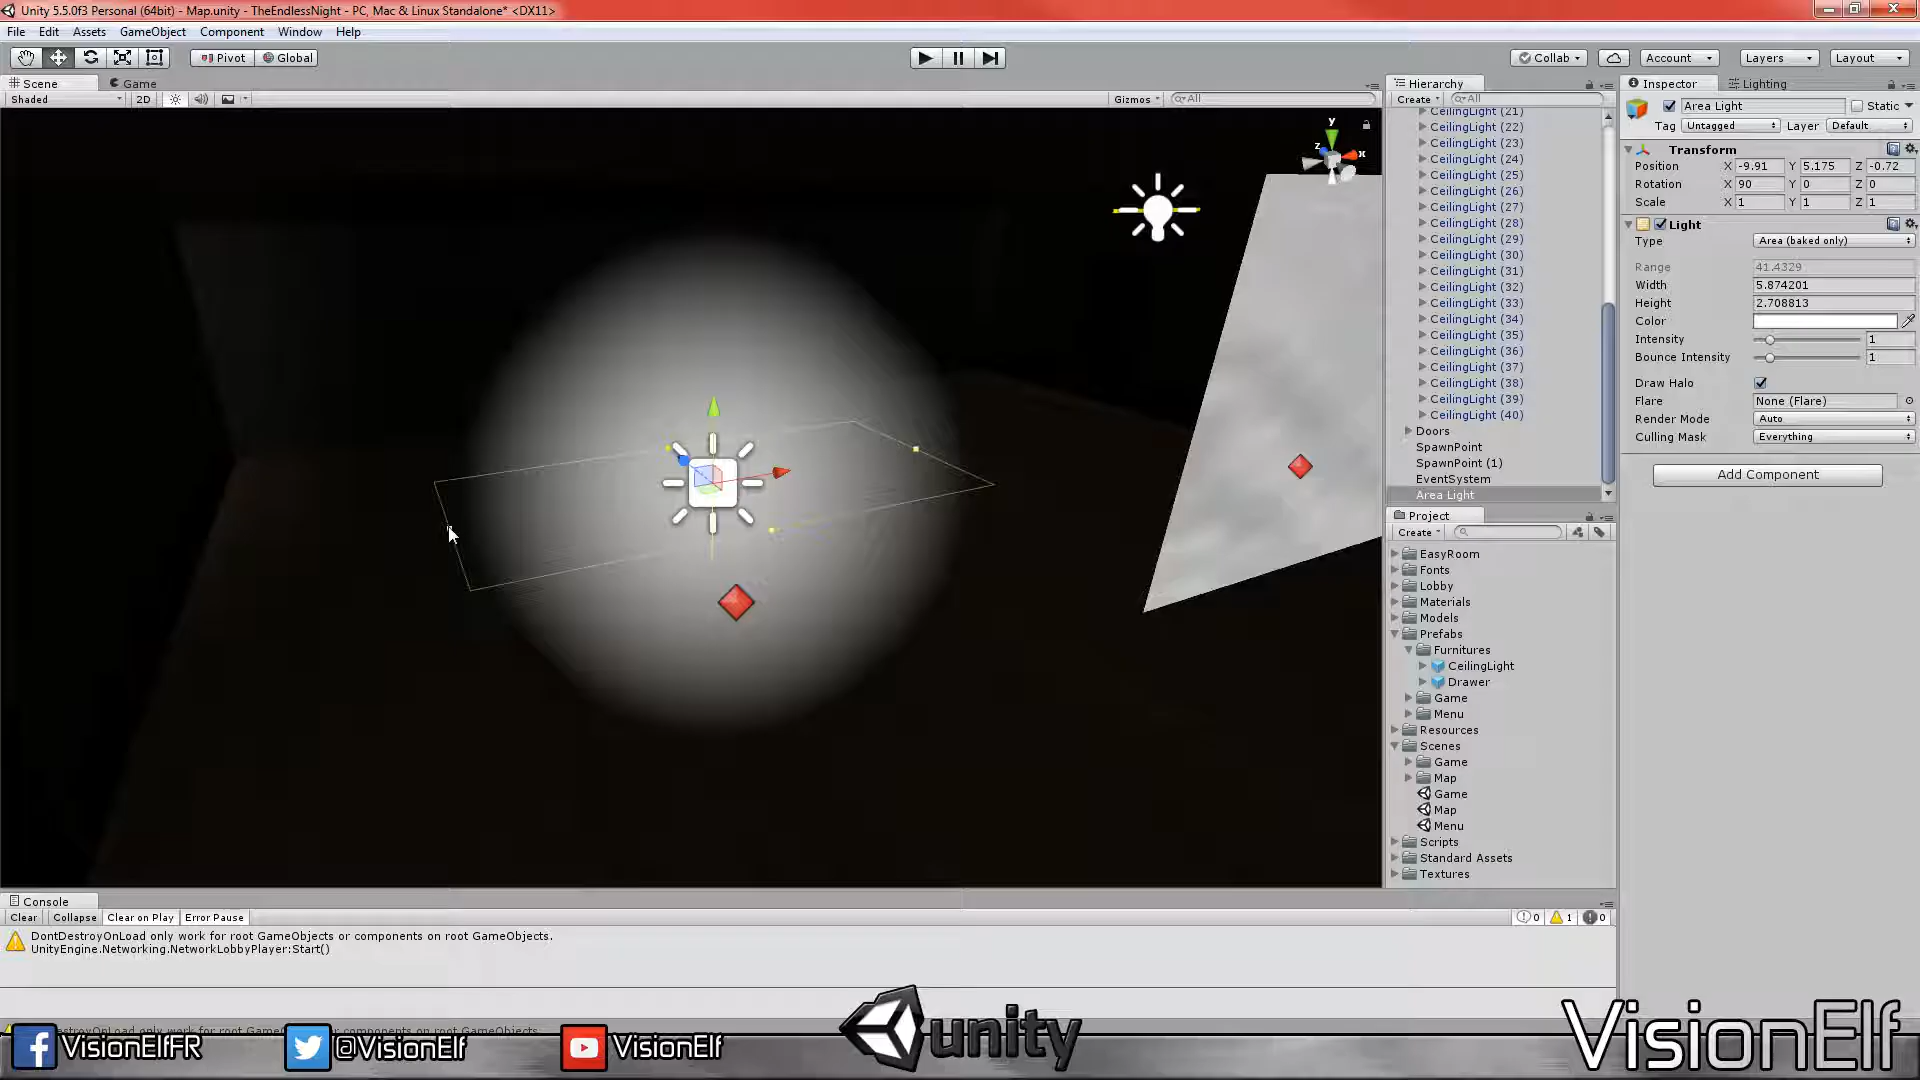 Unity 5.5.0f3 Personal (64bit) - Map.unity - TheEndlessNight - PC, Mac & Linux Standalone* <DX11>
File Edit Assets GameObject Component Window Help
Pivot Global Collab Account Layers Layout
Scene Game
Shaded 2D Gizmos All
y
z x
Hierarchy
Create All
CeilingLight (21)
CeilingLight (22)
CeilingLight (23)
CeilingLight (24)
CeilingLight (25)
CeilingLight (26)
CeilingLight (27)
CeilingLight (28)
CeilingLight (29)
CeilingLight (30)
CeilingLight (31)
CeilingLight (32)
CeilingLight (33)
CeilingLight (34)
CeilingLight (35)
CeilingLight (36)
CeilingLight (37)
CeilingLight (38)
CeilingLight (39)
CeilingLight (40)
Doors
SpawnPoint
SpawnPoint (1)
EventSystem
Area Light
Project
Create
EasyRoom
Fonts
Lobby
Materials
Models
Prefabs
Furnitures
CeilingLight
Drawer
Game
Menu
Resources
Scenes
Game
Map
Game
Map
Menu
Scripts
Standard Assets
Textures
Inspector Lighting
Area Light Static
Tag Untagged Layer Default
Transform
Position X -9.91 Y 5.175 Z -0.72
Rotation X 90 Y 0 Z 0
Scale X 1 Y 1 Z 1
Light
Type Area (baked only)
Range 41.4329
Width 5.874201
Height 2.708813
Color
Intensity 1
Bounce Intensity 1
Draw Halo
Flare None (Flare)
Render Mode Auto
Culling Mask Everything
Add Component
Console
Clear Collapse Clear on Play Error Pause 0 1 0
DontDestroyOnLoad only work for root GameObjects or components on root GameObjects.
UnityEngine.Networking.NetworkLobbyPlayer:Start()
VisionElfFR @VisionElf VisionElf unity VisionElf